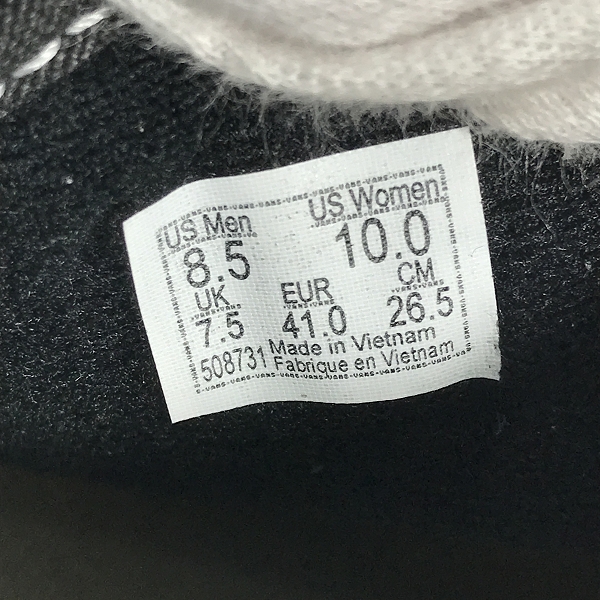 US Men US Women
8.5 10.0
UK EUR CM
7.5 41.0 26.5
508731 Made in Vietnam
Fabrique en Vietnam